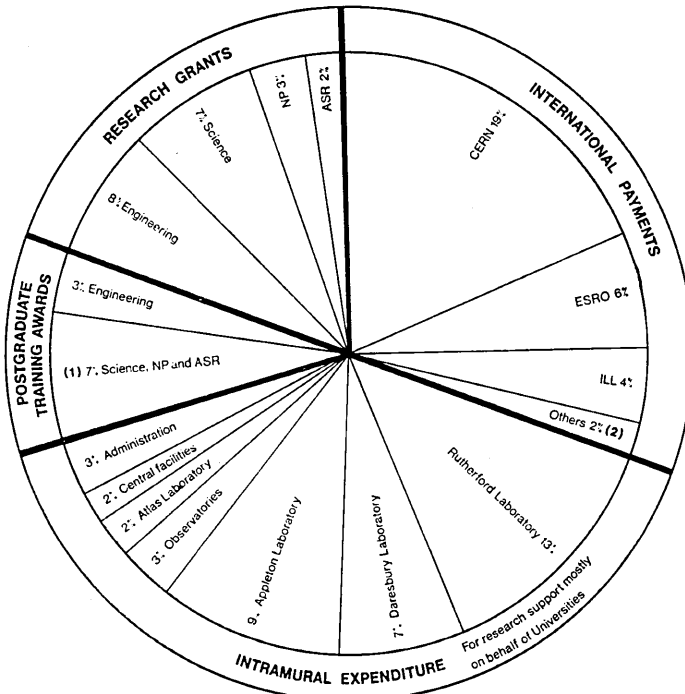 RESEARCH GRANTS
8% Engineering
7% Science
NP 3%
ASR 2%
INTERNATIONAL PAYMENTS
CERN 19%
ESRO 6%
ILL 4%
Others 2% (2)
POSTGRADUATE
TRAINING AWARDS
3% Engineering
(1) 7% Science, NP and ASR
INTRAMURAL EXPENDITURE
3% Administration
2% Central facilities
2% Atlas Laboratory
3% Observatories
9% Appleton Laboratory
7% Daresbury Laboratory
Rutherford Laboratory 13%
For research support mostly
on behalf of Universities